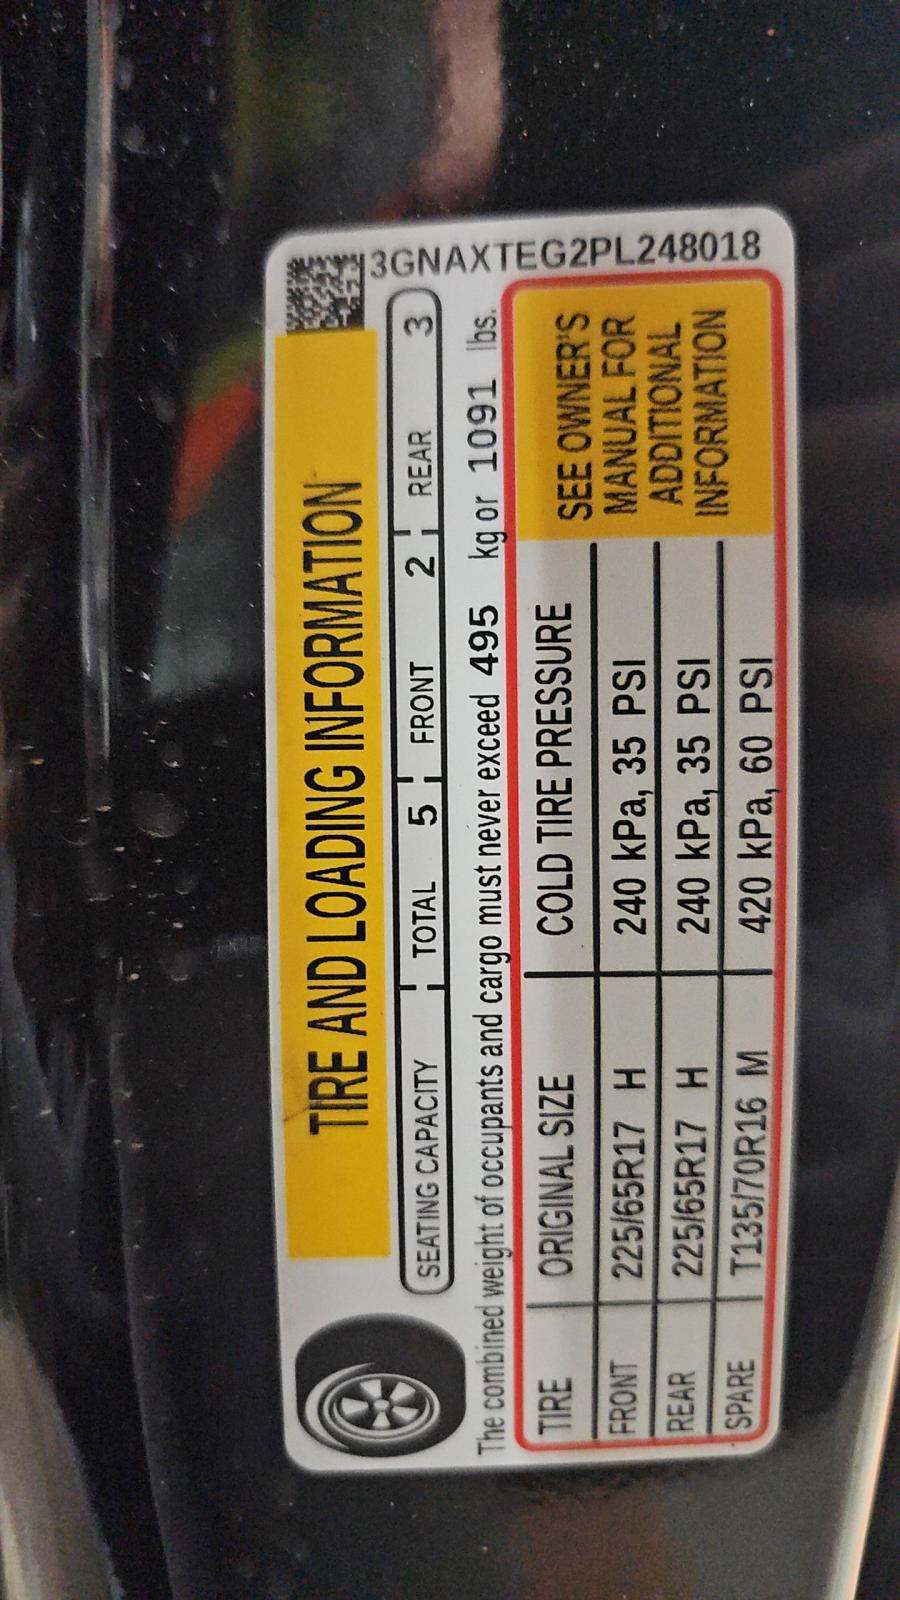 3GNAXTEG2PL248018
TIRE AND LOADING INFORMATION
SEATING CAPACITY TOTAL 5 FRONT 2 REAR 3
The combined weight of occupants and cargo must never exceed 495 kg or 1091 lbs.
TIRE ORIGINAL SIZE COLD TIRE PRESSURE
FRONT 225/65R17 H 240 kPa, 35 PSI
REAR 225/65R17 H 240 kPa, 35 PSI
SPARE T135/70R16 M 420 kPa, 60 PSI
SEE OWNER'S
MANUAL FOR
ADDITIONAL
INFORMATION